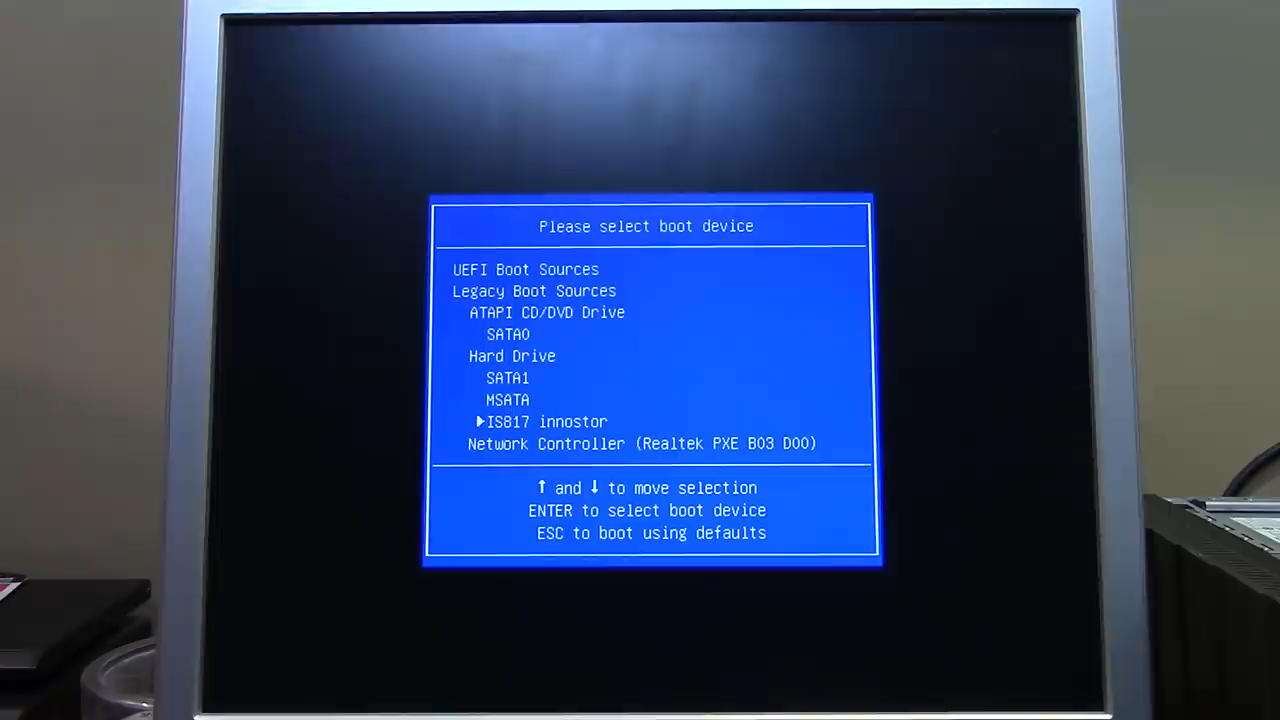 Please select boot device
UEFI Boot Sources
Legacy Boot Sources
ATAPI CD/DVD Drive
SATA0
Hard Drive
SATA1
MSATA
IS817 innostor
Network Controller (Realtek PXE B03 D00)
↑ and ↓ to move selection
ENTER to select boot device
ESC to boot using defaults